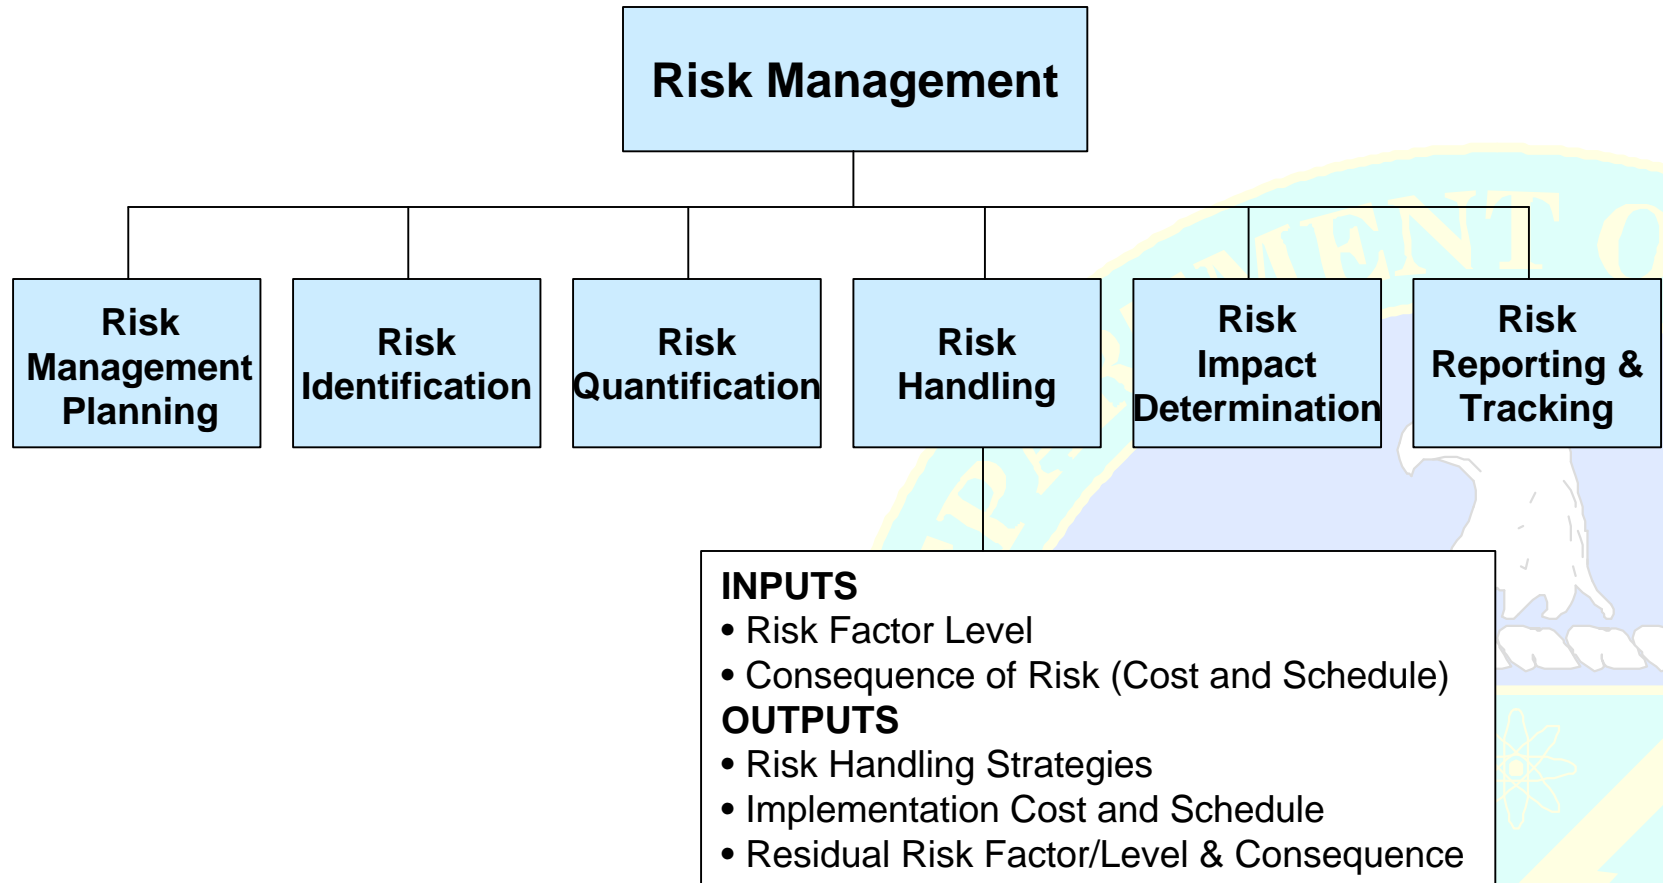 Risk Management
Risk
Management
Planning
Risk
Identification
Risk
Quantification
Risk
Handling
Risk
Impact
Determination
Risk
Reporting &
Tracking
INPUTS
• Risk Factor Level
• Consequence of Risk (Cost and Schedule)
OUTPUTS
• Risk Handling Strategies
• Implementation Cost and Schedule
• Residual Risk Factor/Level & Consequence